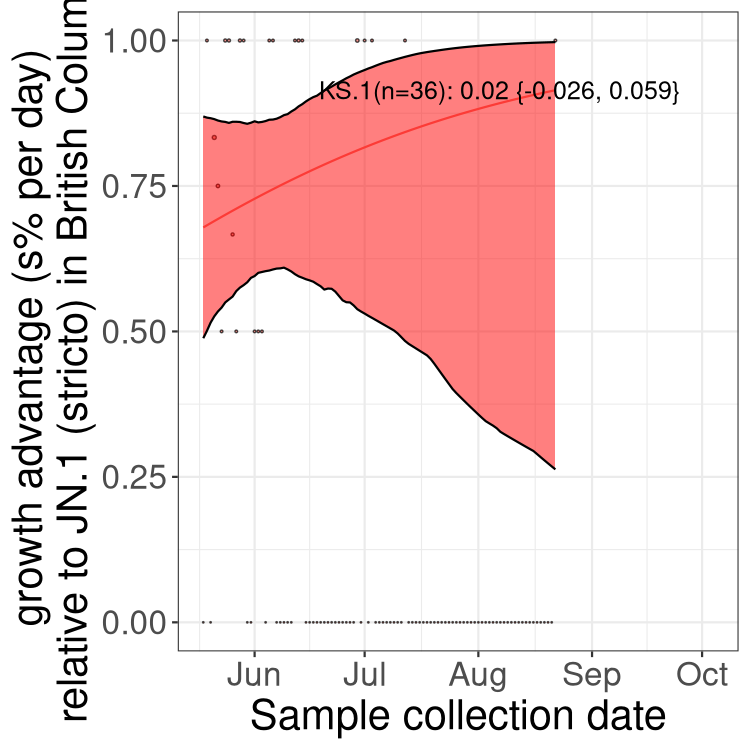 growth advantage (s% per day)
relative to JN.1 (stricto) in British Colum
1.00
0.75
0.50
0.25
0.00
KS.1(n=36): 0.02 {-0.026, 0.059}
Jun Jul Aug Sep Oct
Sample collection date